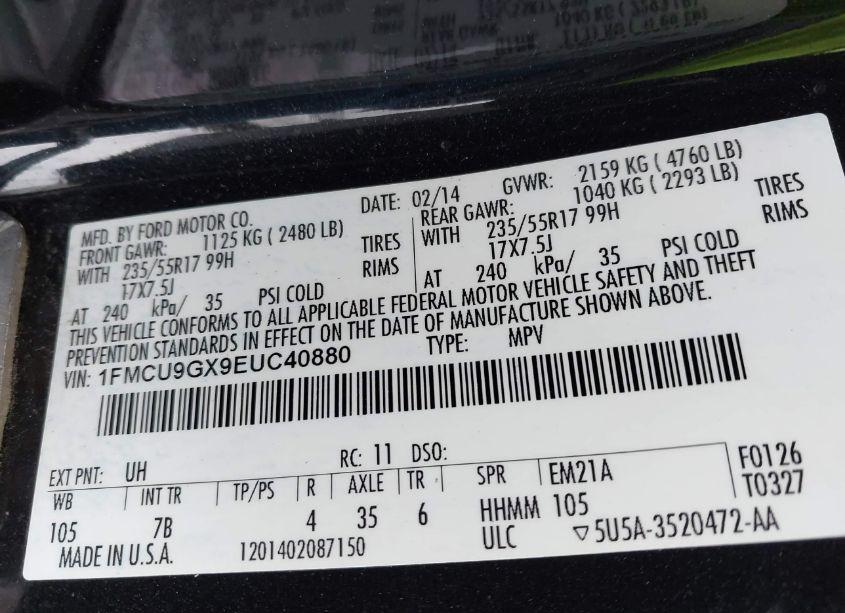 MFD. BY FORD MOTOR CO.
DATE: 02/14
GVWR: 2159 KG ( 4760 LB)
FRONT GAWR: 1125 KG ( 2480 LB)
WITH 235/55R17 99H TIRES
17X7.5J RIMS
AT 240 kPa/ 35 PSI COLD
REAR GAWR: 1040 KG ( 2293 LB)
WITH 235/55R17 99H TIRES
17X7.5J RIMS
AT 240 kPa/ 35 PSI COLD
THIS VEHICLE CONFORMS TO ALL APPLICABLE FEDERAL MOTOR VEHICLE SAFETY AND THEFT
PREVENTION STANDARDS IN EFFECT ON THE DATE OF MANUFACTURE SHOWN ABOVE.
VIN: 1FMCU9GX9EUC40880
TYPE: MPV
EXT PNT: UH RC: 11 DSO:
WB INT TR TP/PS R AXLE TR SPR EM21A F0126
105 7B 4 35 6 HHMM 105 T0327
MADE IN U.S.A. 1201402087150 ULC ▽5U5A-3520472-AA